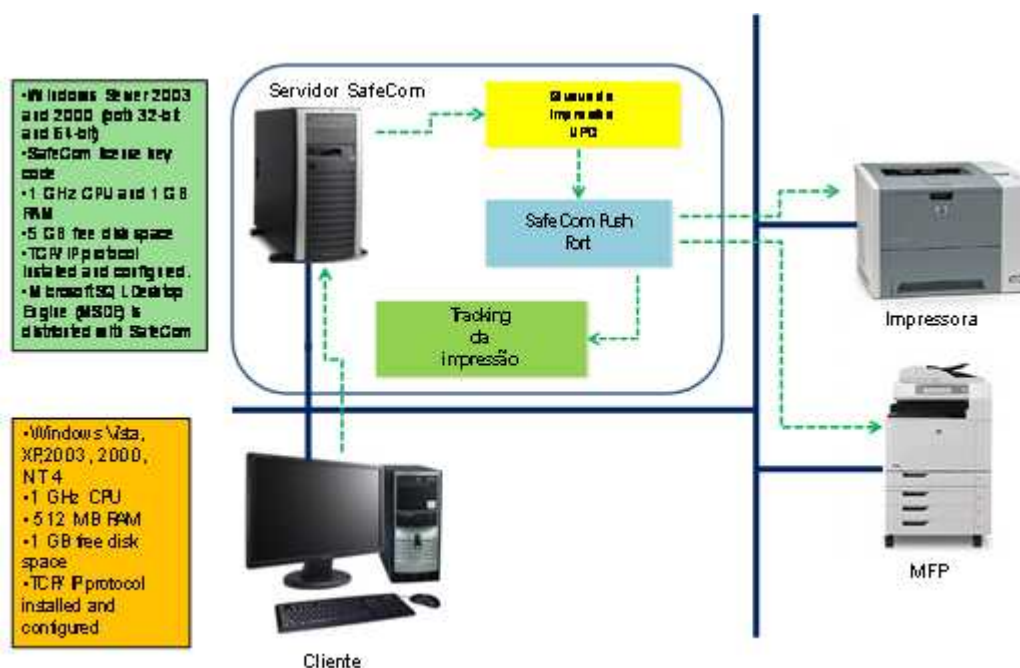 •Windows Server 2003
and 2000 (both 32-bit
and 64-bit)
•SafeCom license key
code
•1 GHz CPU and 1 GB
RAM
•5 GB free disk space
•TCP/IP protocol
installed and configured.
•Microsoft SQL Desktop
Engine (MSDE) is
distributed with SafeCom
Servidor SafeCom
Impressão
SafeCom Push
Port
Tracking
da
impressão
Impressora
•Windows Vista,
XP,2003, 2000,
NT 4
•1 GHz CPU
•512 MB RAM
•1 GB free disk
space
•TCP/IP protocol
installed and
configured
MFP
Cliente